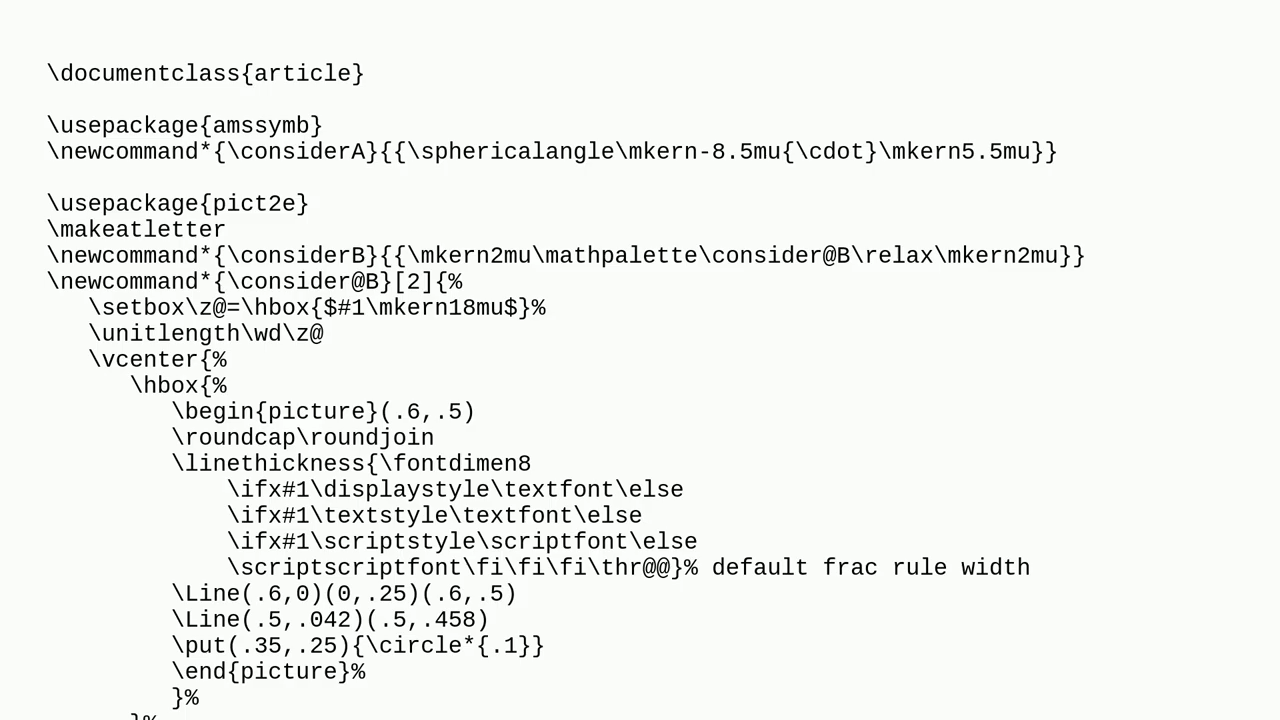 \documentclass{article}

\usepackage{amssymb}
\newcommand*{\considerA}{{\sphericalangle\mkern-8.5mu{\cdot}\mkern5.5mu}}

\usepackage{pict2e}
\makeatletter
\newcommand*{\considerB}{{\mkern2mu\mathpalette\consider@B\relax\mkern2mu}}
\newcommand*{\consider@B}[2]{%
   \setbox\z@=\hbox{$#1\mkern18mu$}%
   \unitlength\wd\z@
   \vcenter{%
      \hbox{%
         \begin{picture}(.6,.5)
         \roundcap\roundjoin
         \linethickness{\fontdimen8
             \ifx#1\displaystyle\textfont\else
             \ifx#1\textstyle\textfont\else
             \ifx#1\scriptstyle\scriptfont\else
             \scriptscriptfont\fi\fi\fi\thr@@}% default frac rule width
         \Line(.6,0)(0,.25)(.6,.5)
         \Line(.5,.042)(.5,.458)
         \put(.35,.25){\circle*{.1}}
         \end{picture}%
         }%
      }%